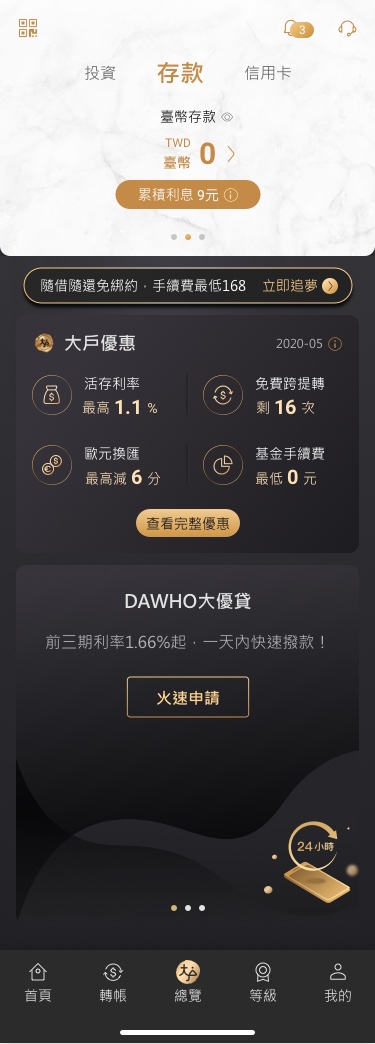 3
投資 存款 信用卡
臺幣存款
TWD
臺幣 0
累積利息 9元
隨借隨還免綁約．手續費最低168 立即追夢
大戶優惠 2020-05
活存利率 免費跨提轉
最高 1.1 % 剩 16 次
歐元換匯 基金手續費
最高減 6 分 最低 0 元
查看完整優惠
DAWHO大優貸
前三期利率1.66%起．一天內快速撥款！
火速申請
24小時
首頁 轉帳 總覽 等級 我的